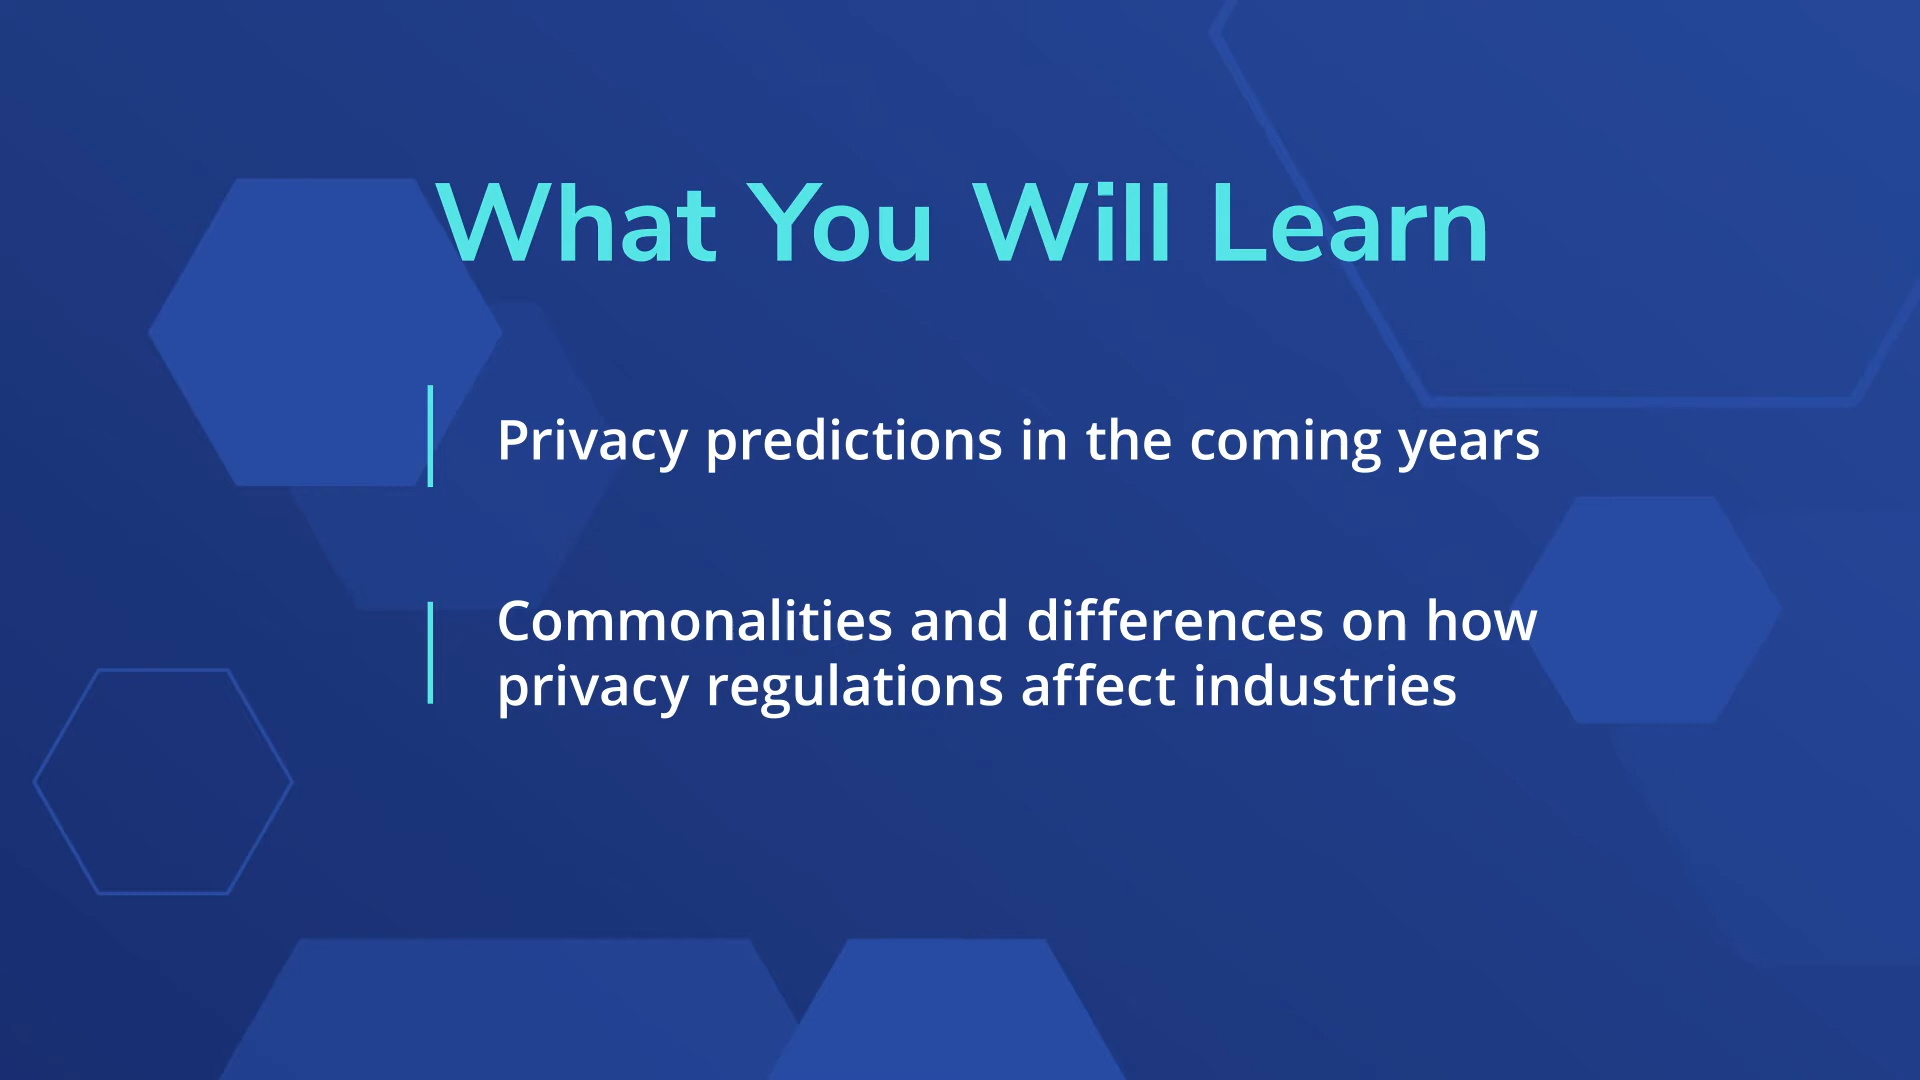 What You Will Learn
Privacy predictions in the coming years
Commonalities and differences on how
privacy regulations affect industries